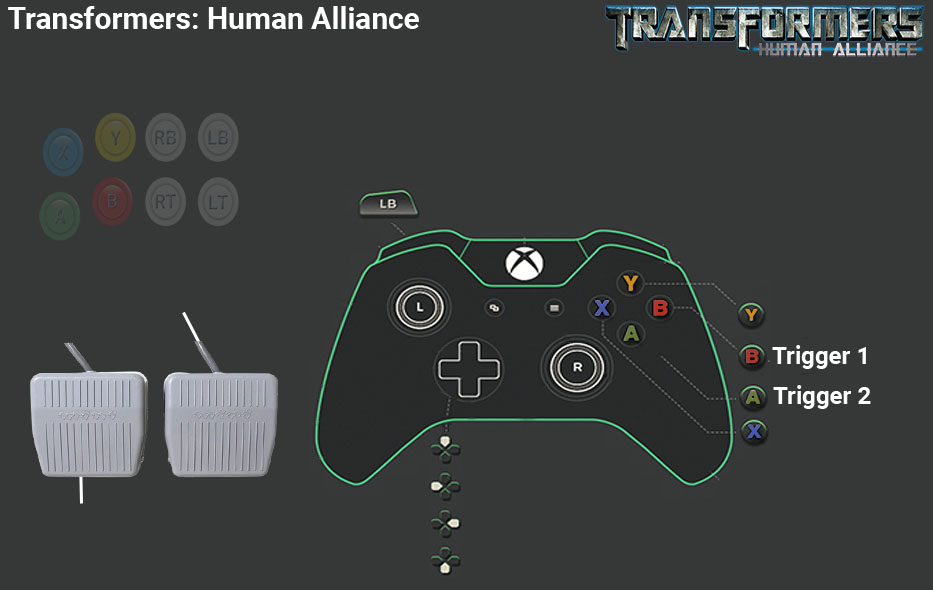 Transformers: Human Alliance
TRANSFORMERS
HUMAN ALLIANCE
X Y RB LB
A B RT LT
LB
L
Y
X B
A
R
Y
B Trigger 1
A Trigger 2
X